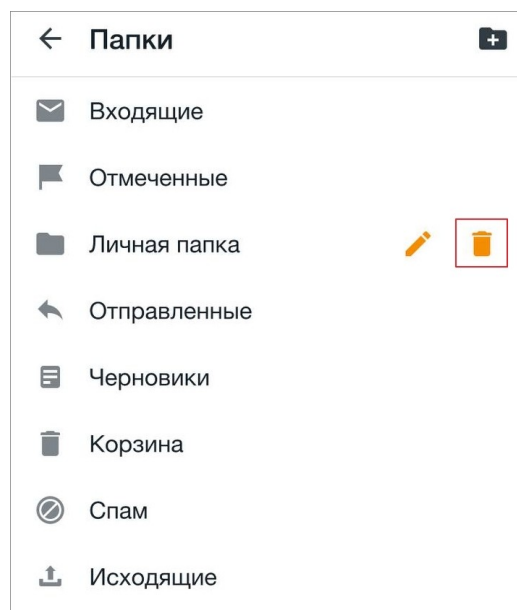 Папки
Входящие
Отмеченные
Личная папка
Отправленные
Черновики
Корзина
Спам
Исходящие